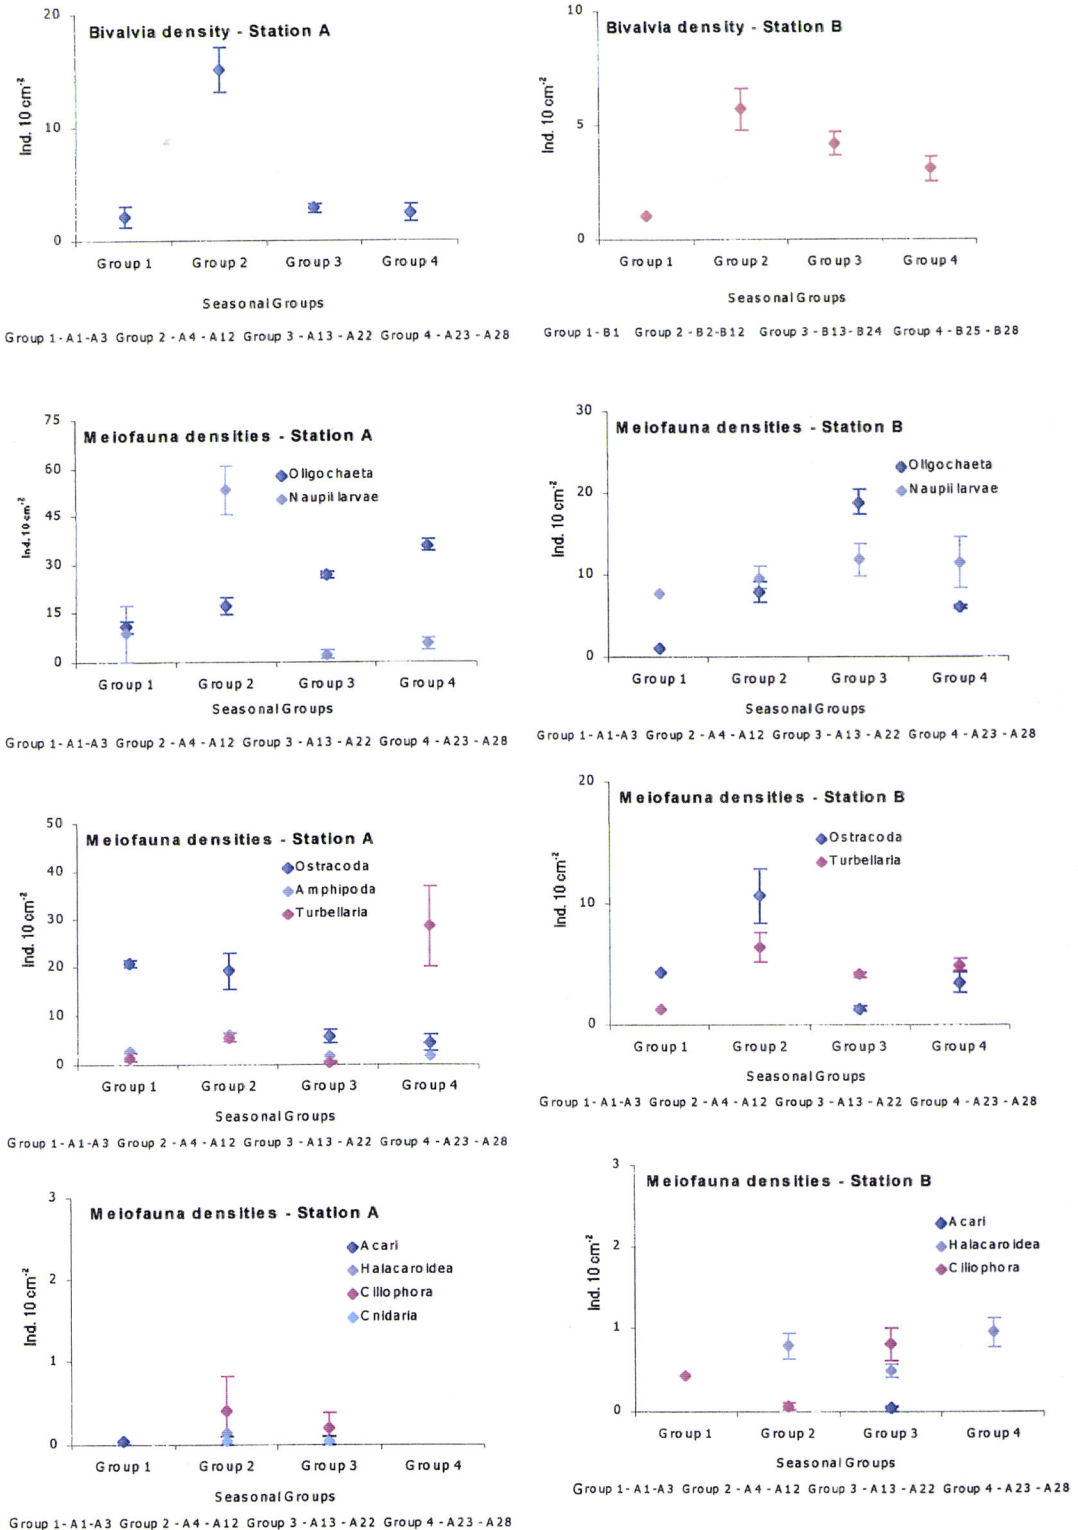 Bivalvia density - Station A
20
10
0
Ind. 10 cm-2
Group 1 Group 2 Group 3 Group 4
Seasonal Groups
Group 1- A1-A3 Group 2 - A4 - A12 Group 3 - A13 - A22 Group 4 - A23 - A28
Bivalvia density - Station B
10
5
0
Ind. 10 cm-2
Group 1 Group 2 Group 3 Group 4
Seasonal Groups
Group 1- B1 Group 2 - B2-B12 Group 3 - B13- B24 Group 4 - B25 - B28
Meiofauna densities - Station A
75
60
45
30
15
0
Ind. 10 cm-2
Oligochaeta
Naupii larvae
Group 1 Group 2 Group 3 Group 4
Seasonal Groups
Group 1- A1-A3 Group 2 - A4 - A12 Group 3 - A13 - A22 Group 4 - A23 - A28
Meiofauna densities - Station B
30
20
10
0
Ind. 10 cm-2
Oligochaeta
Naupii larvae
Group 1 Group 2 Group 3 Group 4
Seasonal Groups
Group 1- A1-A3 Group 2 - A4 - A12 Group 3 - A13 - A22 Group 4 - A23 - A28
Meiofauna densities - Station A
50
40
30
20
10
0
Ind. 10 cm-2
Ostracoda
Amphipoda
Turbellaria
Group 1 Group 2 Group 3 Group 4
Seasonal Groups
Group 1- A1-A3 Group 2 - A4 - A12 Group 3 - A13 - A22 Group 4 - A23 - A28
Meiofauna densities - Station B
20
10
0
Ind. 10 cm-2
Ostracoda
Turbellaria
Group 1 Group 2 Group 3 Group 4
Seasonal Groups
Group 1- A1-A3 Group 2 - A4 - A12 Group 3 - A13 - A22 Group 4 - A23 - A28
Meiofauna densities - Station A
3
2
1
0
Ind. 10 cm-2
Acari
Halacaroidea
Ciliophora
Cnidaria
Group 1 Group 2 Group 3 Group 4
Seasonal Groups
Group 1- A1-A3 Group 2 - A4 - A12 Group 3 - A13 - A22 Group 4 - A23 - A28
Meiofauna densities - Station B
3
2
1
0
Ind. 10 cm-2
Acari
Halacaroidea
Ciliophora
Group 1 Group 2 Group 3 Group 4
Seasonal Groups
Group 1- A1-A3 Group 2 - A4 - A12 Group 3 - A13 - A22 Group 4 - A23 - A28